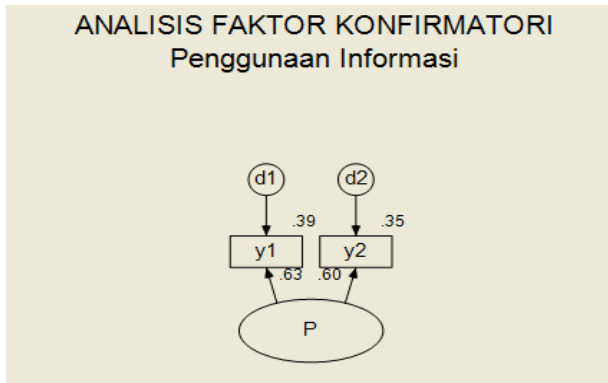 ANALISIS FAKTOR KONFIRMATORI
Penggunaan Informasi
d1 d2
.39 .35
y1 y2
.63 .60
P